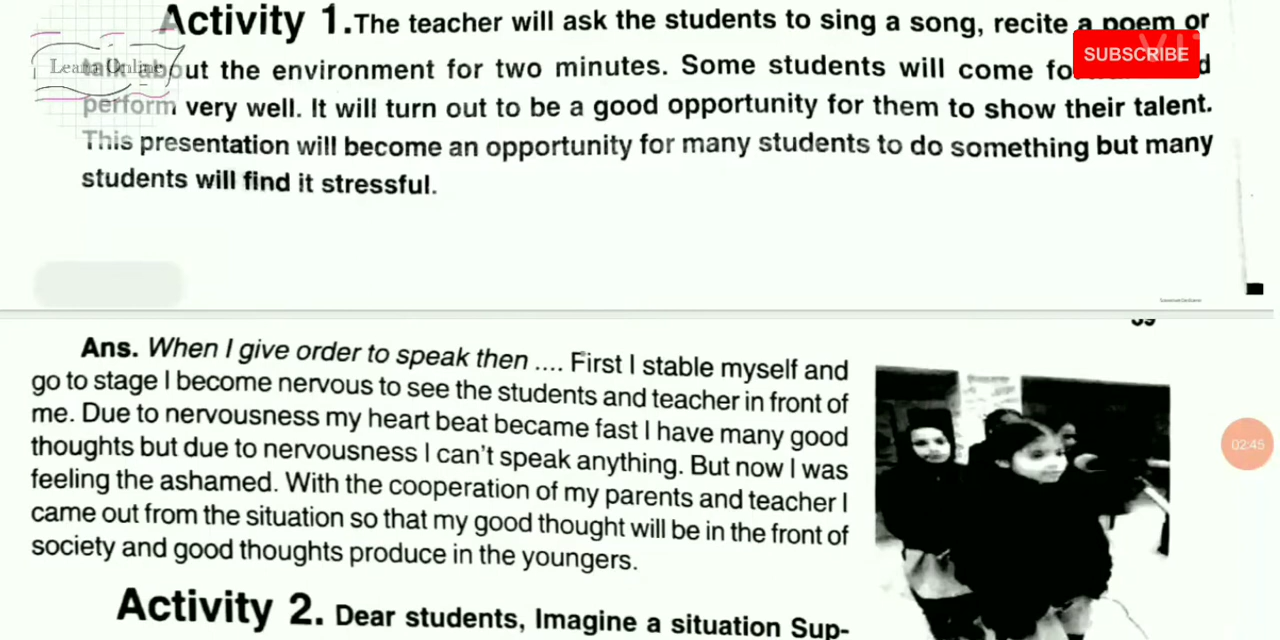 Activity 1.The teacher will ask the students to sing a song, recite a poem or
SUBSCRIBE
Learn Online
talk about the environment for two minutes. Some students will come
perform very well. It will turn out to be a good opportunity for them to show their talent.
This presentation will become an opportunity for many students to do something but many
students will find it stressful.
Ans. When I give order to speak then .... First I stable myself and
go to stage I become nervous to see the students and teacher in front of
me. Due to nervousness my heart beat became fast I have many good
thoughts but due to nervousness I can't speak anything. But now I was
feeling the ashamed. With the cooperation of my parents and teacher I
came out from the situation so that my good thought will be in the front of
society and good thoughts produce in the youngers.
02:45
Activity 2. Dear students, Imagine a situation Sup-